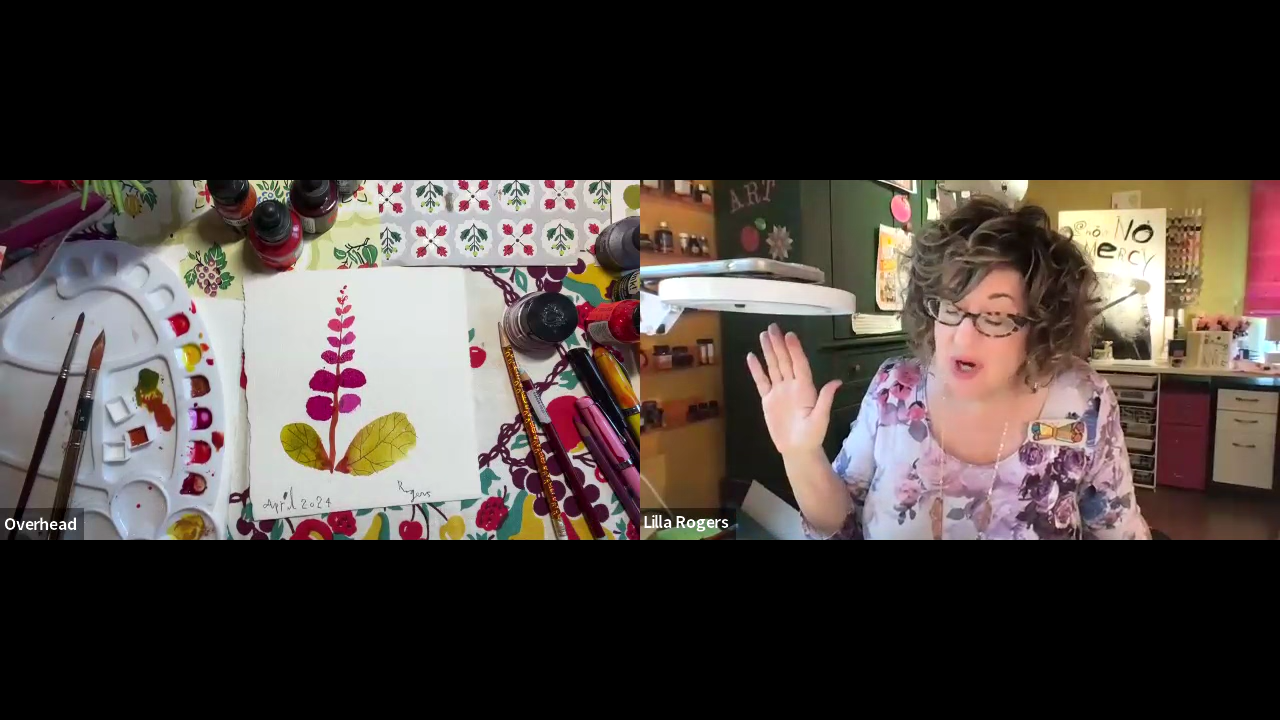 April 2024
Rogers
Overhead
ART
NO
MERCY
Lilla Rogers